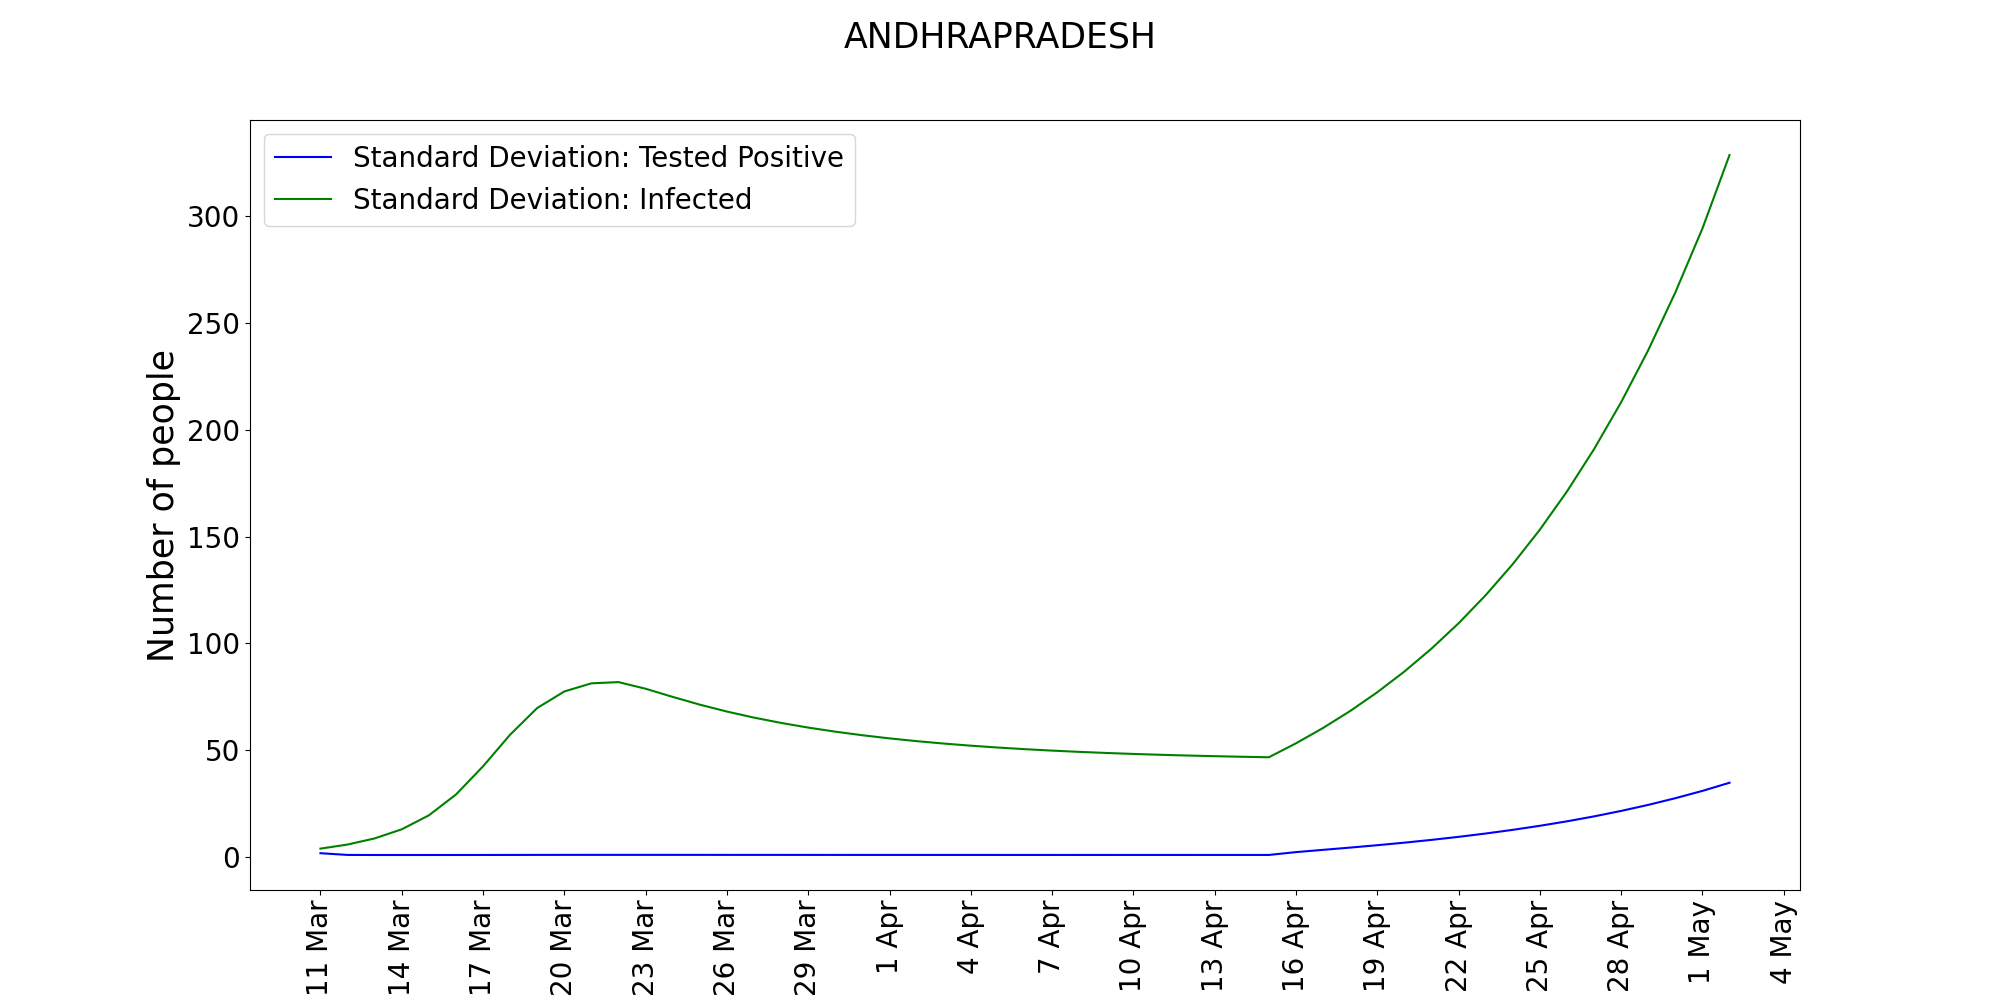 ANDHRAPRADESH
Standard Deviation: Tested Positive
Standard Deviation: Infected
Number of people
300
250
200
150
100
50
0
11 Mar
14 Mar
17 Mar
20 Mar
23 Mar
26 Mar
29 Mar
1 Apr
4 Apr
7 Apr
10 Apr
13 Apr
16 Apr
19 Apr
22 Apr
25 Apr
28 Apr
1 May
4 May